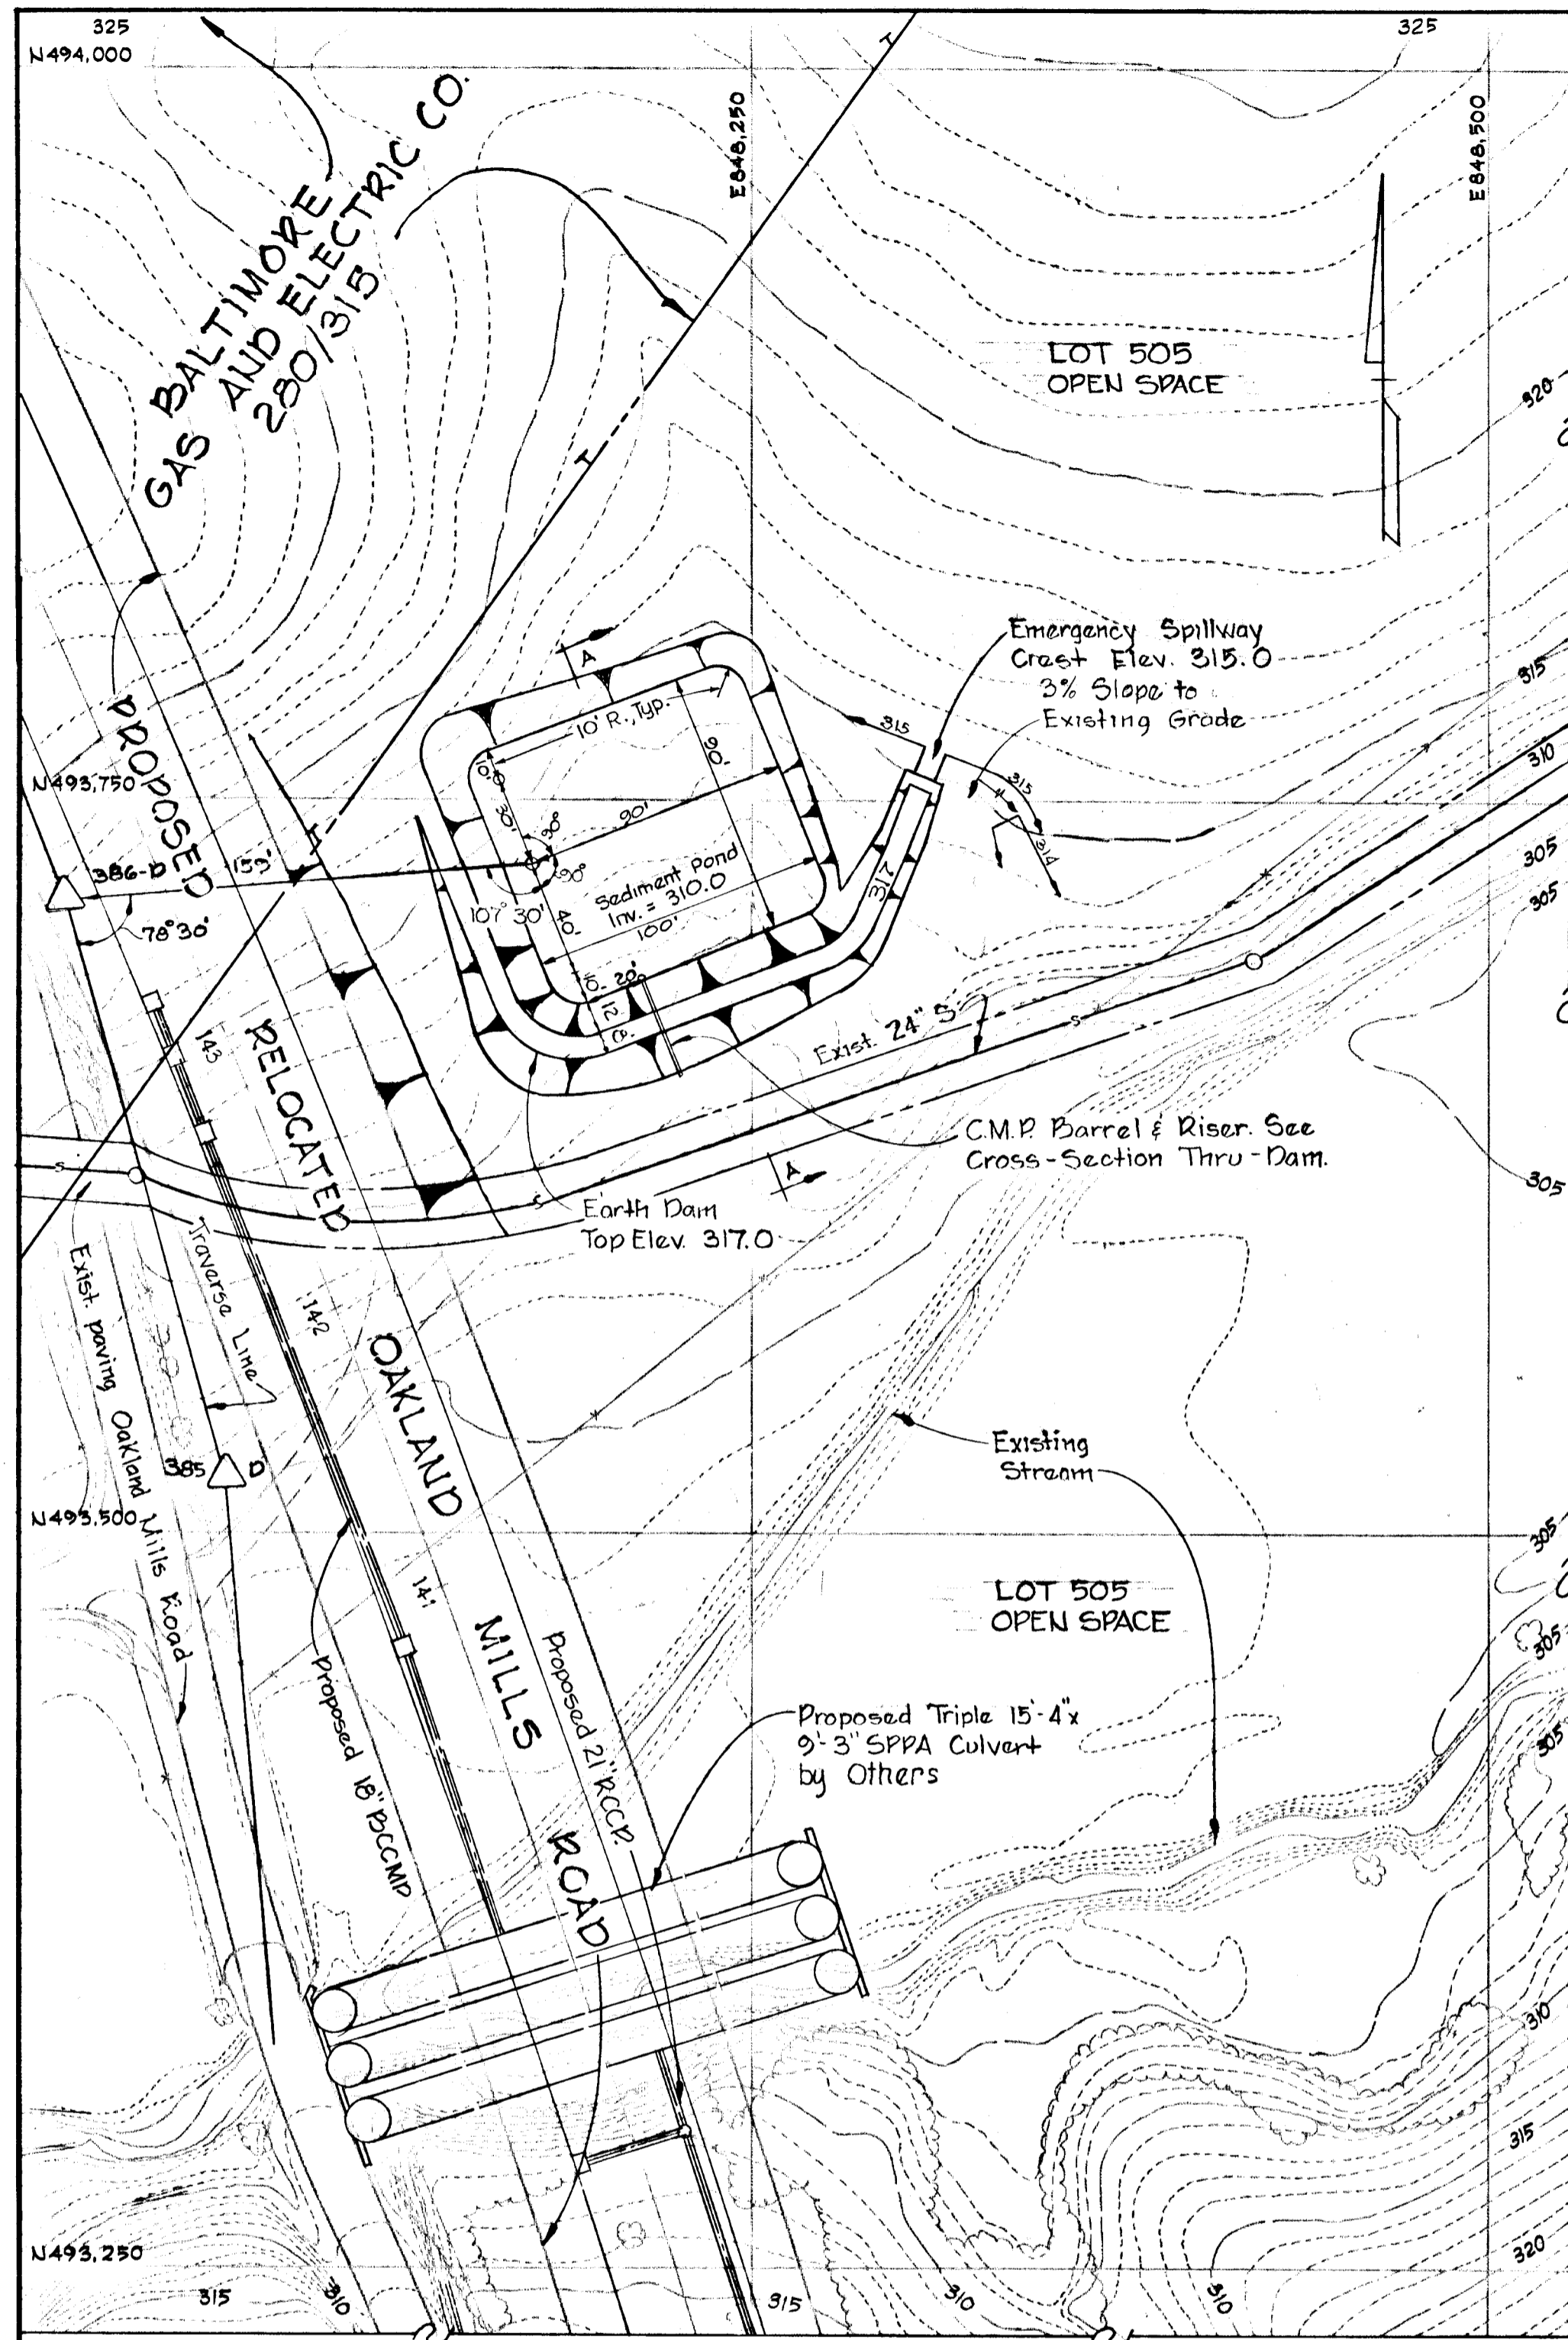 325
325
N494,000
E848,250
E848,500
BALTIMORE
GAS AND ELECTRIC CO.
280/315
LOT 505
OPEN SPACE
320
Emergency Spillway
Crest Elev. 315.0
3% Slope to
Existing Grade
315
315
315
314
310
305
305
305
A
10' R., Typ.
90'
10'
30'
30°
90'
90°
Sediment Pond
Inv. = 310.0
100'
107°30'
40'
10'
20'
12'
8'
317
N493,750
386-D
159'
78°30'
PROPOSED
RELOCATED
OAKLAND
MILLS
ROAD
143
142
141
Exist. 24" S
C.M.P. Barrel & Riser. See
Cross-Section Thru-Dam.
A
Earth Dam
Top Elev. 317.0
S
S
S
T
T
T
Traverse Line
Exist. paving Oakland Mills Road
385 D
N493,500
Existing
Stream
LOT 505
OPEN SPACE
305
305
305
Proposed 18" BCCMP
Proposed 21" RCCP.
Proposed Triple 15'-4" x
9'-3" SPPA Culvert
by Others
310
315
320
N493,250
315
310
315
310
310